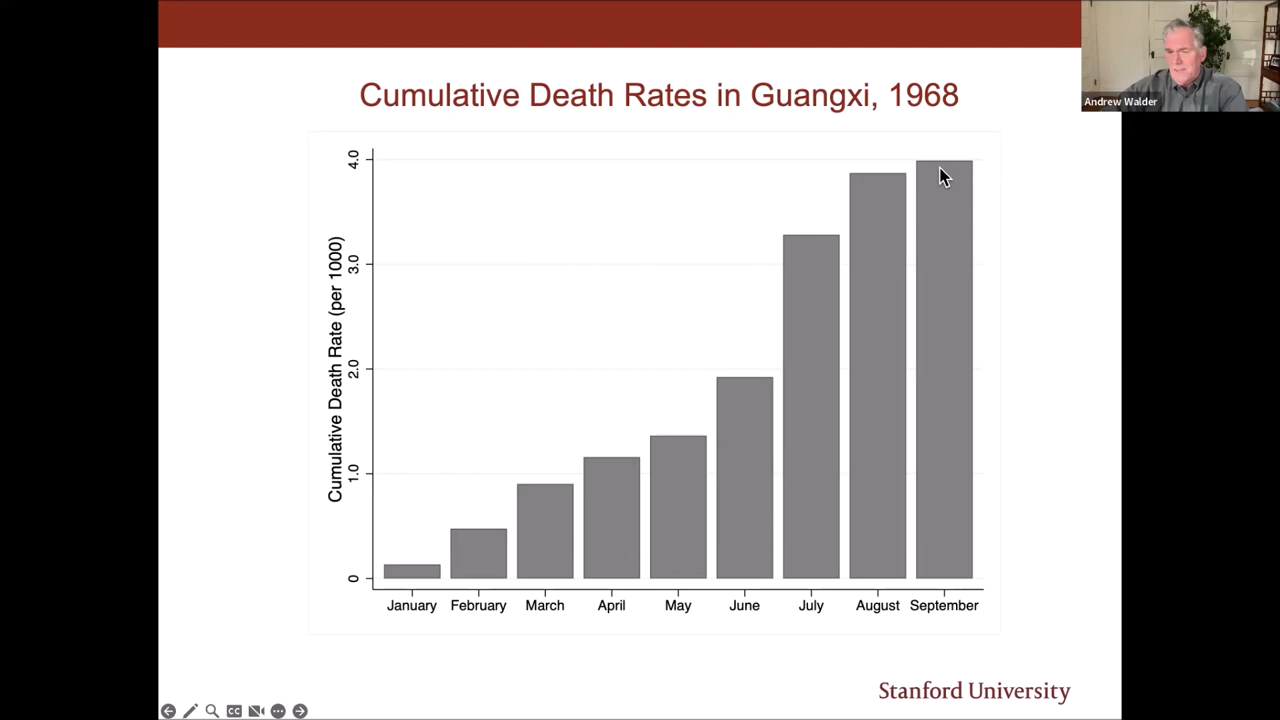 Cumulative Death Rates in Guangxi, 1968
Andrew Walder
Cumulative Death Rate (per 1000)
4.0
3.0
2.0
1.0
0
January February March April May June July August September
Stanford University
CC